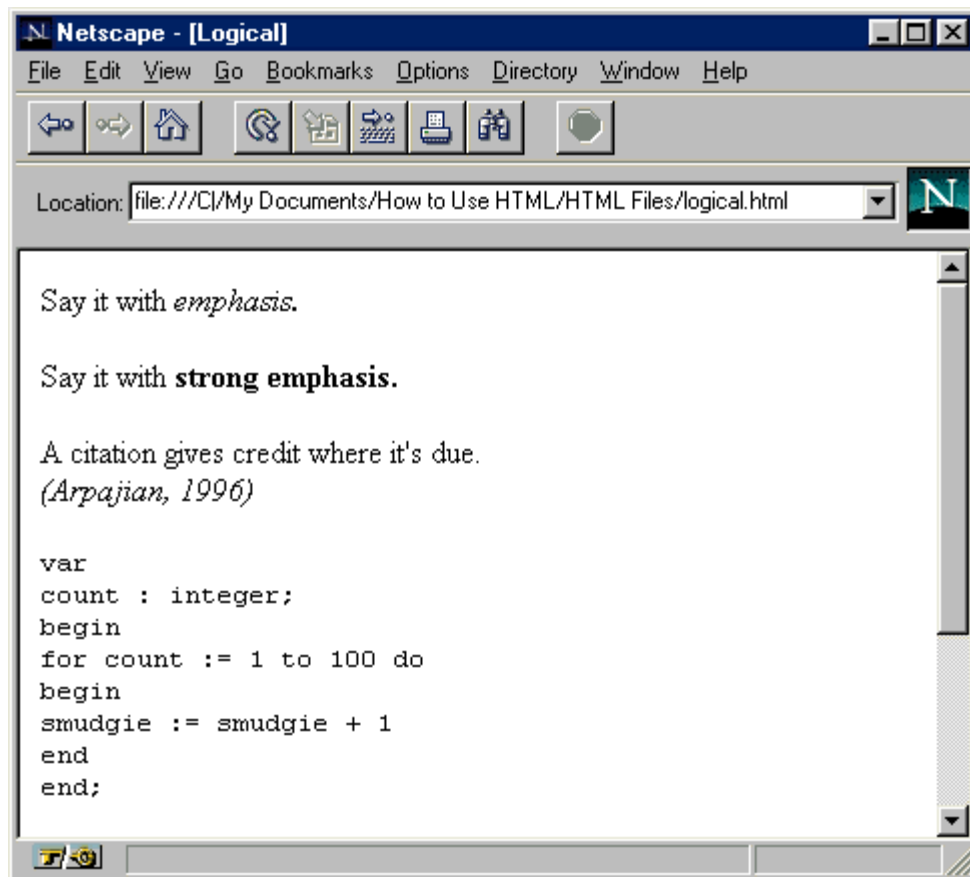 Netscape - [Logical]
File Edit View Go Bookmarks Options Directory Window Help
Location: file:///C|/My Documents/How to Use HTML/HTML Files/logical.html
N
Say it with emphasis.
Say it with strong emphasis.
A citation gives credit where it's due.
(Arpajian, 1996)
var
count : integer;
begin
for count := 1 to 100 do
begin
smudgie := smudgie + 1
end
end;